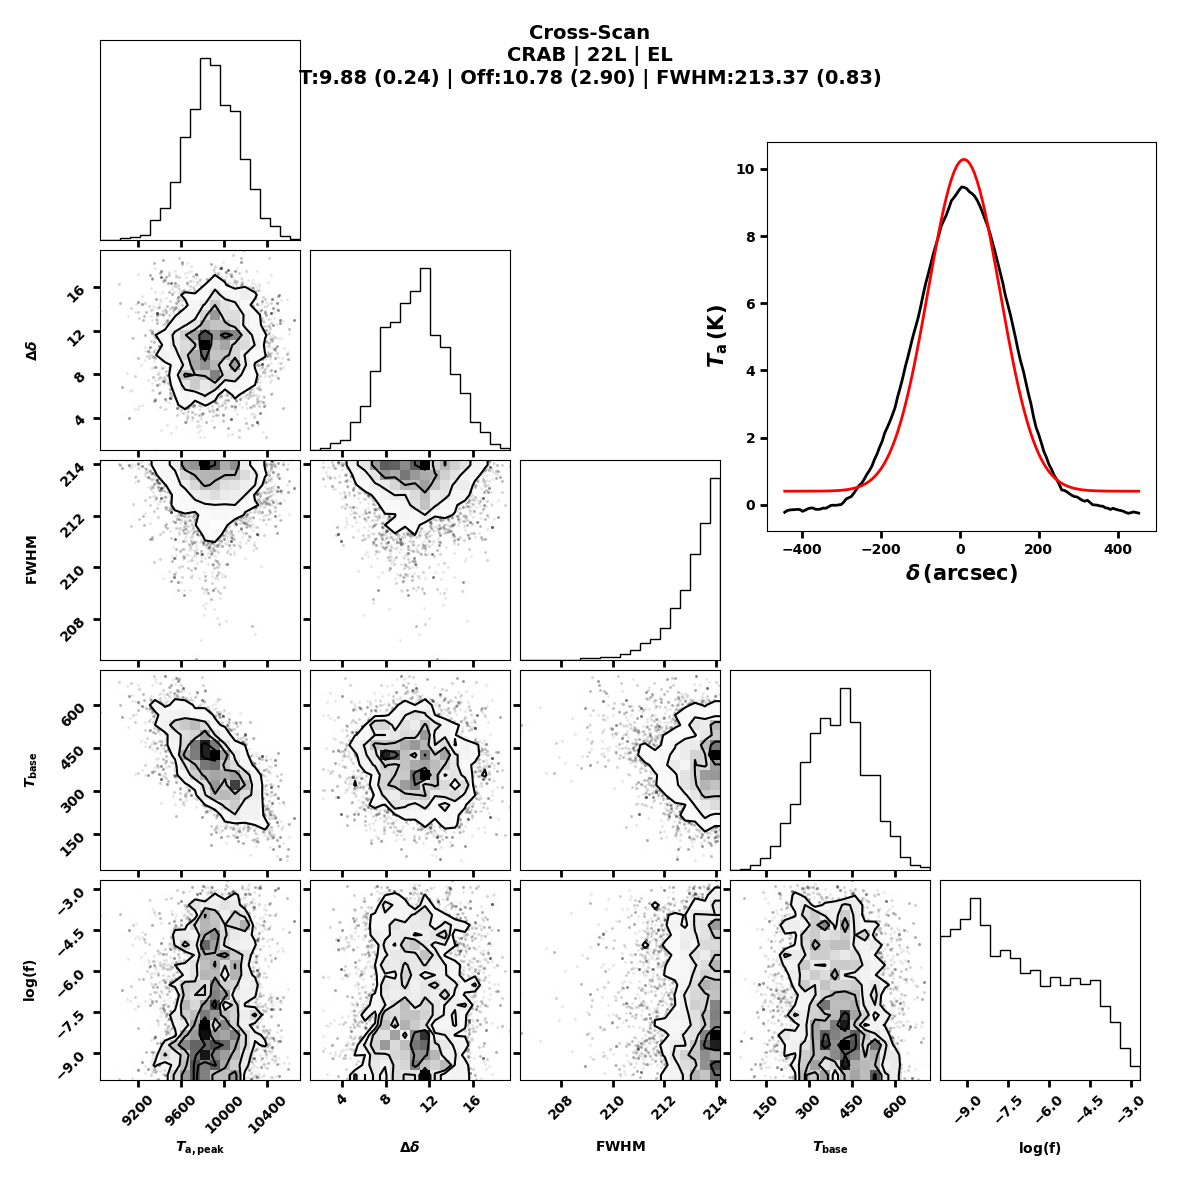 Cross-Scan
CRAB | 22L | EL
T:9.88 (0.24) | Off:10.78 (2.90) | FWHM:213.37 (0.83)
10
8
6
4
2
0
Ta (K)
−400 −200 0 200 400
δ (arcsec)
16
12
8
4
Δδ
214
212
210
208
FWHM
600
450
300
150
Tbase
−3.0
−4.5
−6.0
−7.5
−9.0
log(f)
9200 9600 10000 10400
4 8 12 16
208 210 212 214
150 300 450 600
−9.0 −7.5 −6.0 −4.5 −3.0
Ta,peak Δδ FWHM Tbase log(f)